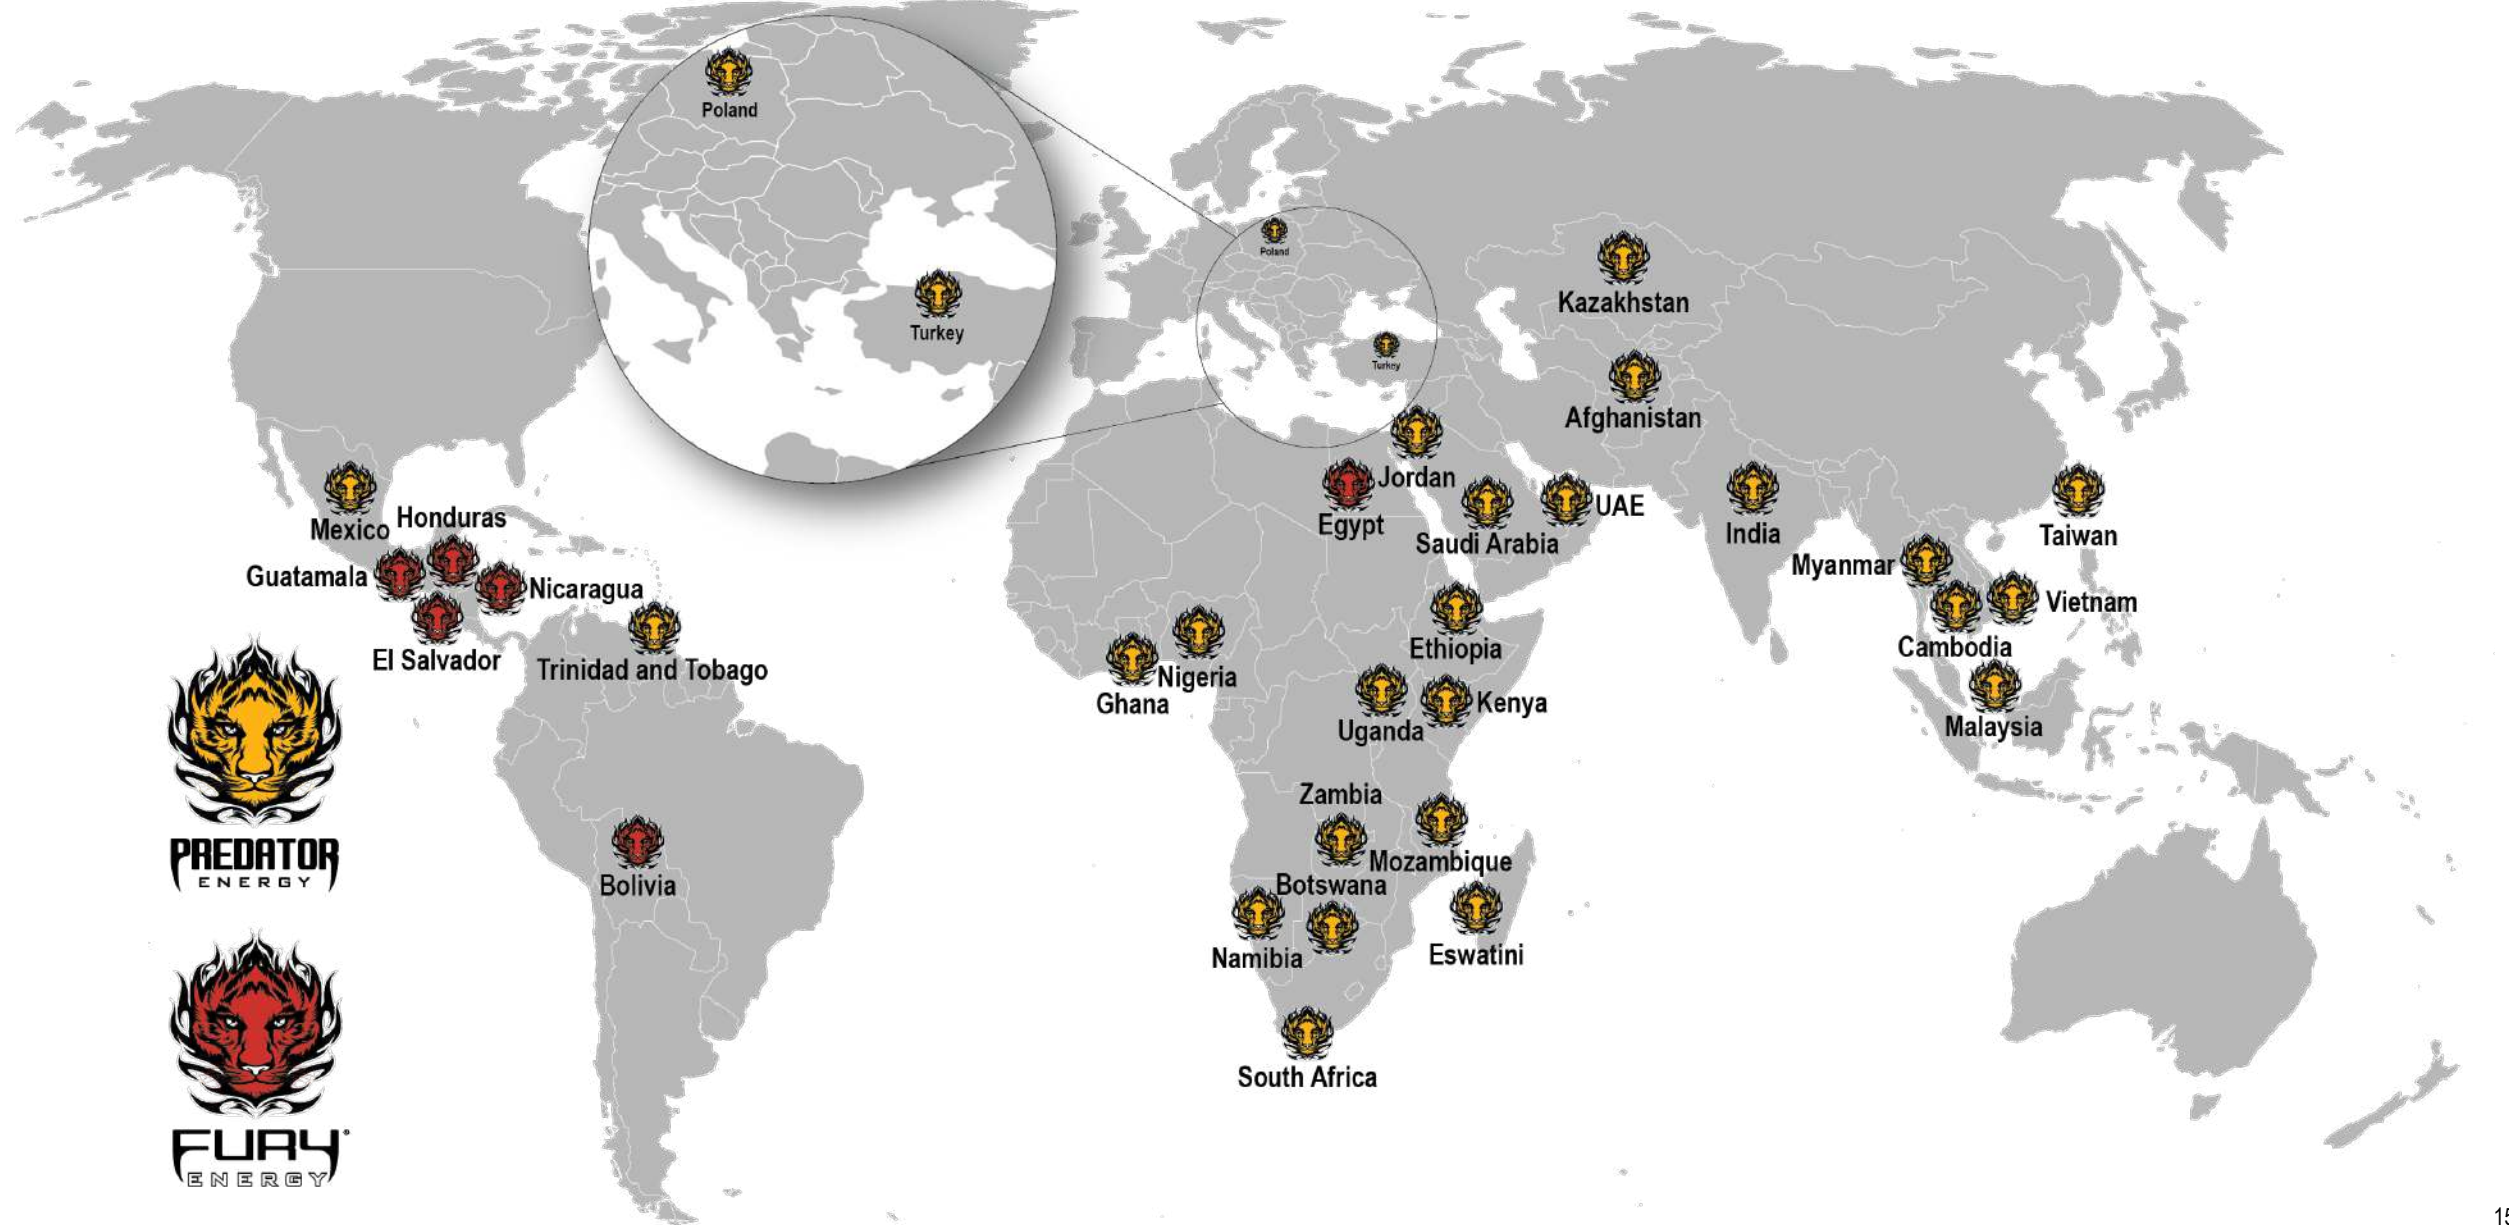 Poland
Turkey
Poland
Turkey
Kazakhstan
Afghanistan
Jordan
Egypt
Saudi Arabia
UAE
India
Taiwan
Myanmar
Vietnam
Cambodia
Malaysia
Mexico
Honduras
Guatamala
Nicaragua
El Salvador
Trinidad and Tobago
Bolivia
Ethiopia
Nigeria
Ghana
Uganda
Kenya
Zambia
Mozambique
Botswana
Namibia
Eswatini
South Africa
PREDATOR
ENERGY
FURY
ENERGY
15